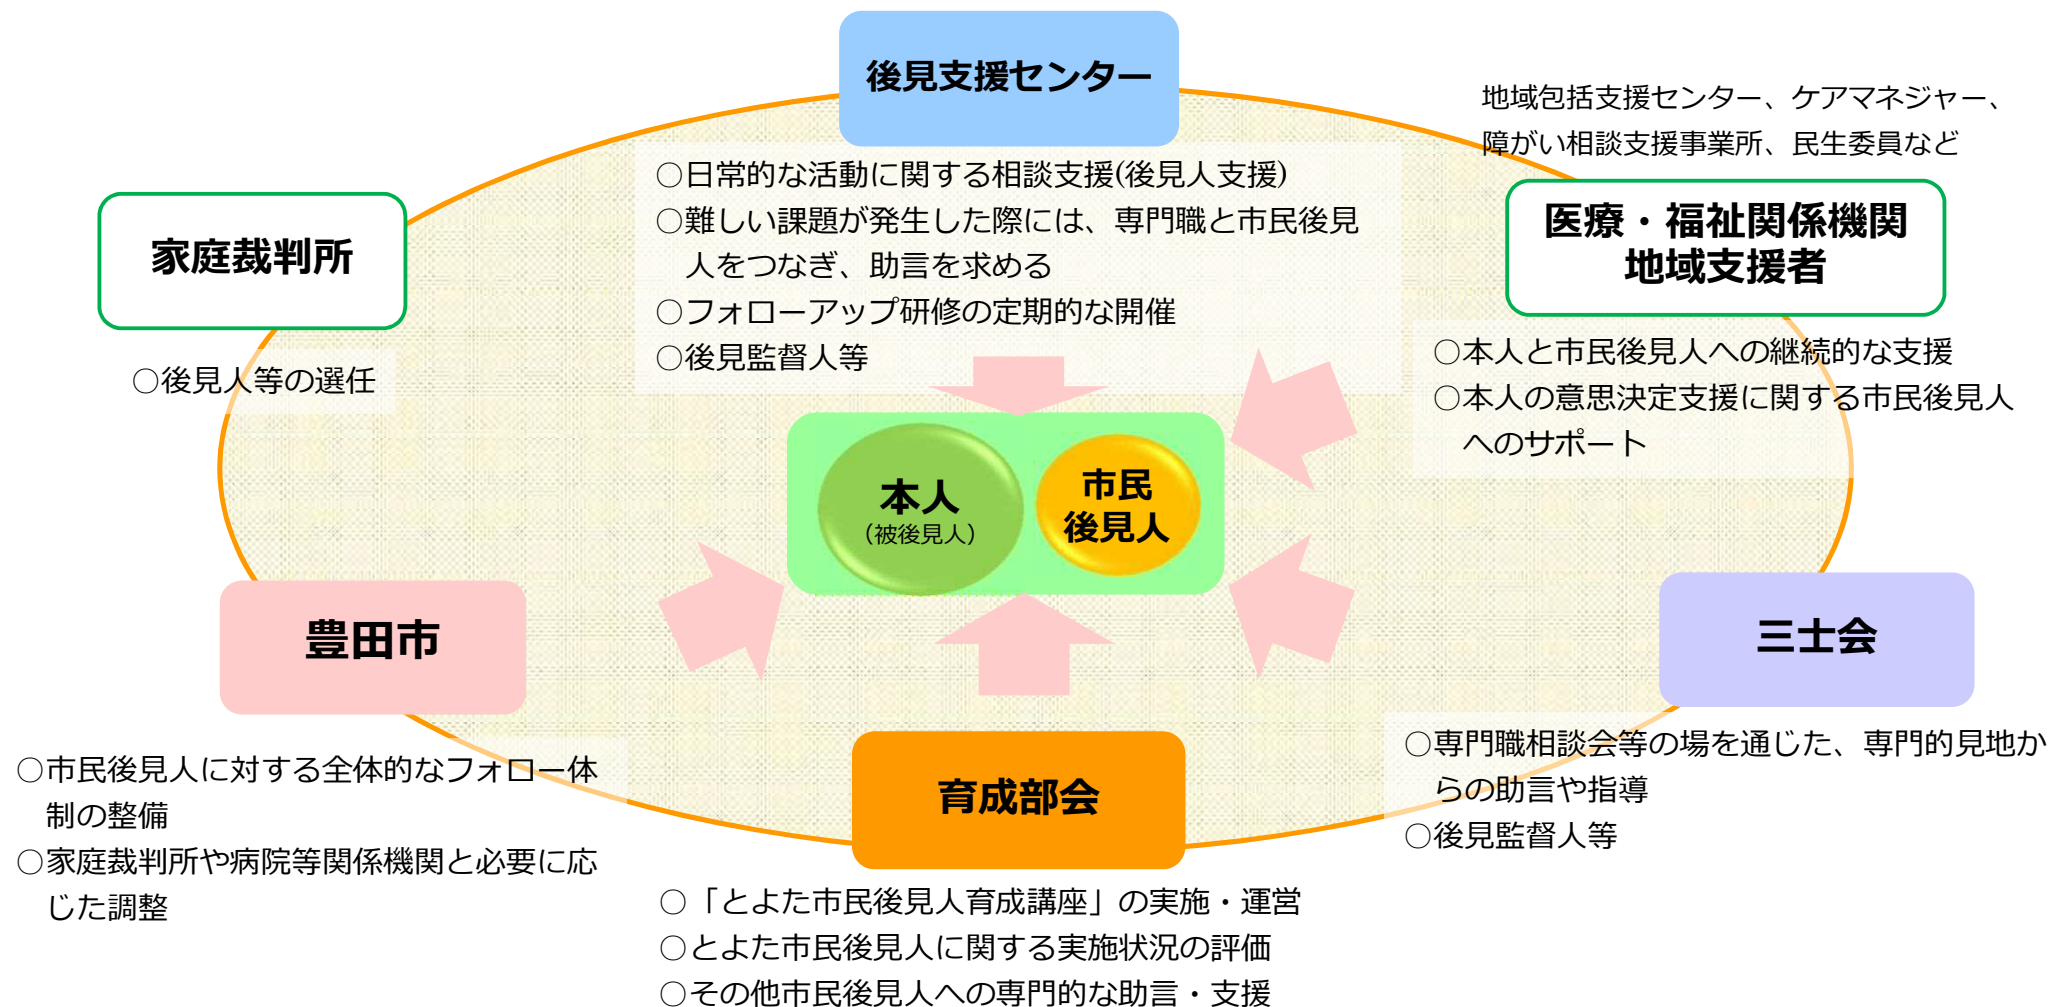 後見支援センター
○日常的な活動に関する相談支援(後見人支援)
○難しい課題が発生した際には、専門職と市民後見
人をつなぎ、助言を求める
○フォローアップ研修の定期的な開催
○後見監督人等
地域包括支援センター、ケアマネジャー、
障がい相談支援事業所、民生委員など
医療・福祉関係機関
地域支援者
○本人と市民後見人への継続的な支援
○本人の意思決定支援に関する市民後見人
へのサポート
家庭裁判所
○後見人等の選任
本人
（被後見人）
市民
後見人
豊田市
○市民後見人に対する全体的なフォロー体
制の整備
○家庭裁判所や病院等関係機関と必要に応
じた調整
育成部会
○「とよた市民後見人育成講座」の実施・運営
○とよた市民後見人に関する実施状況の評価
○その他市民後見人への専門的な助言・支援
三士会
○専門職相談会等の場を通じた、専門的見地か
らの助言や指導
○後見監督人等